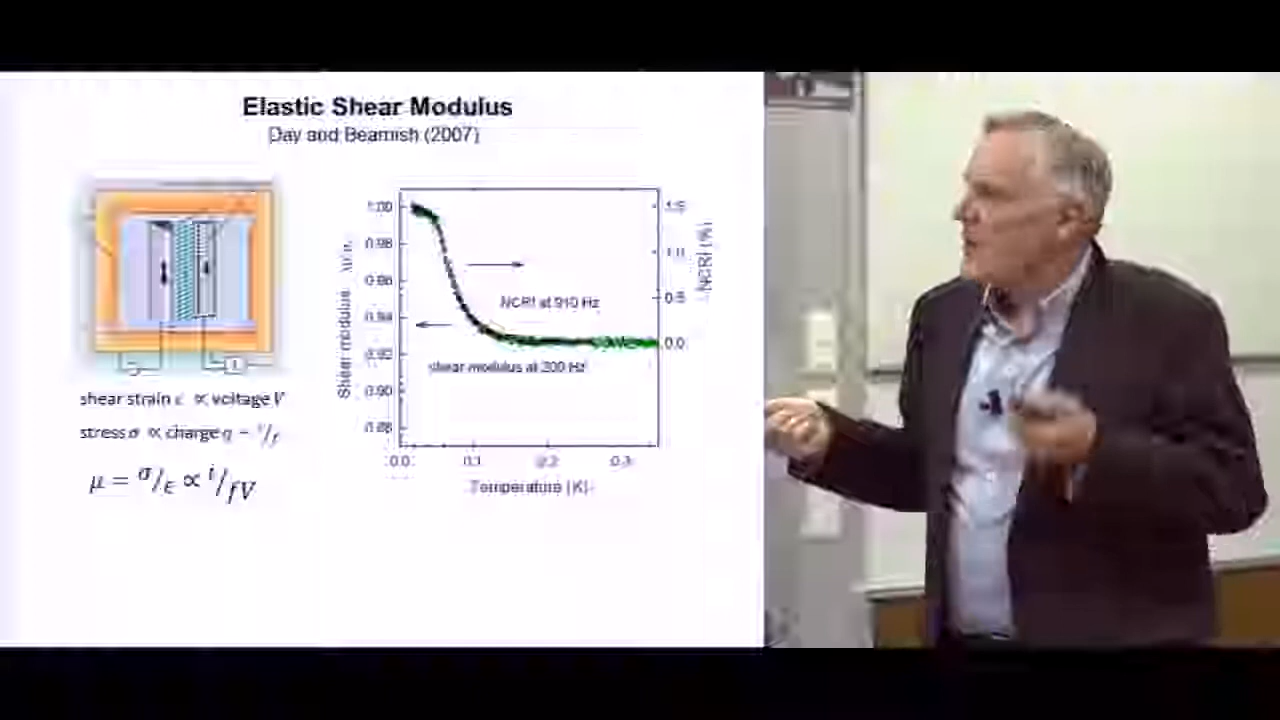 Elastic Shear Modulus
Day and Beamish (2007)
shear strain ε ∝ voltage V
stress σ ∝ charge q
μ = σ/ε ∝ i/fV
1.00
0.98
0.96
0.94
0.92
0.90
0.88
Shear modulus
NCRI at 910 Hz
shear modulus at 200 Hz
1.5
1.0
0.5
0.0
NCRI (%)
0.0
0.1
0.2
0.3
Temperature (K)